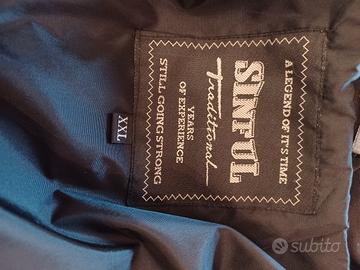 A LEGEND OF IT'S TIME
SINFUL
Traditional
YEARS
OF EXPERIENCE
STILL GOING STRONG
XXL
subito